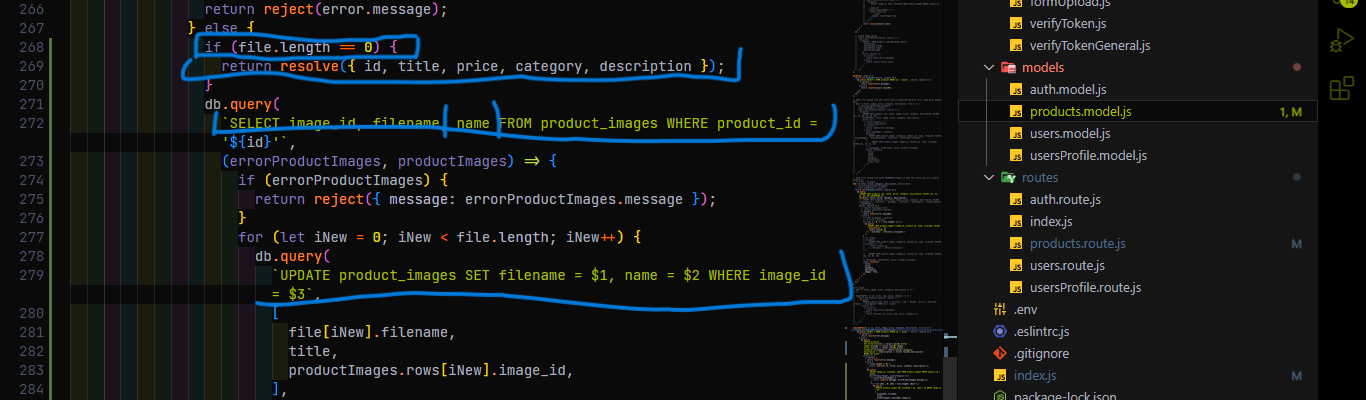 266 return reject(error.message);
267 } else {
268 if (file.length == 0) {
269 return resolve({ id, title, price, category, description });
270 }
271 db.query(
272 `SELECT image_id, filename, name FROM product_images WHERE product_id =
'${id}'`,
273 (errorProductImages, productImages) => {
274 if (errorProductImages) {
275 return reject({ message: errorProductImages.message });
276 }
277 for (let iNew = 0; iNew < file.length; iNew++) {
278 db.query(
279 `UPDATE product_images SET filename = $1, name = $2 WHERE image_id
= $3`,
280 [
281 file[iNew].filename,
282 title,
283 productImages.rows[iNew].image_id,
284 ],
formUpload.js
verifyToken.js
verifyTokenGeneral.js
models
auth.model.js
products.model.js 1, M
users.model.js
usersProfile.model.js
routes
auth.route.js
index.js
products.route.js M
users.route.js
usersProfile.route.js
.env
.eslintrc.js
.gitignore
index.js M
package-lock.json
14